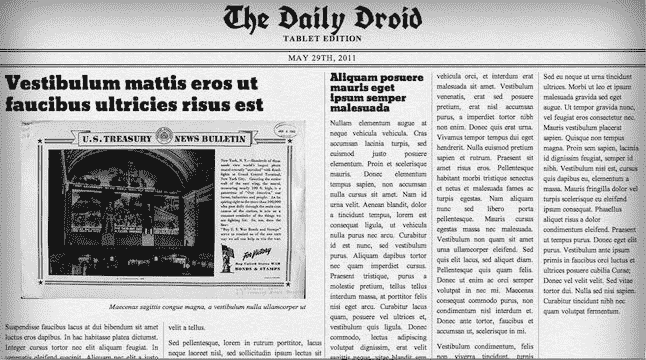 The Daily Droid
TABLET EDITION
MAY 29TH, 2011
Vestibulum mattis eros ut
faucibus ultricies risus est
U.S. TREASURY NEWS BULLETIN
For Victory
Buy United States WAR
BONDS & STAMPS
Maecenas sagittis congue magna, a vestibulum nulla ullamcorper ut
Suspendisse faucibus lacus at dui bibendum sit amet
luctus eros dapibus. In hac habitasse platea dictumst.
Integer cursus tortor nec elit aliquam feugiat. In
velit a tellus.
Sed pellentesque, lorem in rutrum porttitor, lacus
neque laoreet nisl, sed sollicitudin ipsum lectus sit
Aliquam posuere
mauris eget
ipsum semper
malesuada
Nullam elementum augue at
neque vehicula vehicula. Cras
accumsan lacinia turpis, sed
euismod justo posuere
elementum. Proin et scelerisque
mauris. Donec elementum
tempus sapien, non accumsan
nulla cursus sit amet. Nam id
urna velit. Aenean blandit, dolor
a tincidunt tempus, lorem est
consequat ligula, ut vehicula
nulla purus nec arcu. Curabitur
id est nunc, sed vestibulum
purus. Aliquam dapibus tortor
nec quam imperdiet cursus.
Praesent tristique, purus a
molestie pretium, tellus tellus
interdum massa, at porttitor felis
nisi eget arcu. Curabitur lacus
quam, posuere vel ultrices et,
vestibulum quis ligula. Donec
commodo, lectus adipiscing
volutpat dignissim, erat velit
vehicula orci, et interdum erat
malesuada sit amet. Vestibulum
venenatis, erat sed posuere
pretium, erat nisl accumsan
purus, a imperdiet tortor nibh
non enim. Donec quis erat urna.
Vivamus tempor tempus dui eget
hendrerit. Nulla euismod pretium
sapien et rutrum. Praesent sit
amet risus eros. Pellentesque
habitant morbi tristique senectus
et netus et malesuada fames ac
turpis egestas. Nam aliquam
nunc sed libero porta
pellentesque. Mauris cursus
egestas massa nec malesuada.
Vestibulum non quam sit amet
urna ullamcorper eleifend. Sed
quis elit lacus, sed aliquet diam.
Pellentesque quis quam felis.
Donec ut enim ac orci semper
volutpat in nec mi. Maecenas
consequat commodo purus, non
condimentum nisl interdum et.
Donec ante tortor, faucibus et
accumsan ut, scelerisque in mi.
Vestibulum condimentum, felis
non viverra tincidunt, turpis
Sed eu neque ut urna tincidunt
ultrices. Morbi ut leo et ipsum
malesuada gravida sed eget
augue. Ut tempor gravida nunc,
vel feugiat eros consectetur nec.
Mauris vestibulum placerat
sapien. Quisque non tempus
magna. Proin sem sapien, lacinia
id dignissim feugiat, semper id
nibh. Vestibulum nisi est, cursus
quis dapibus eu, elementum a
massa. Mauris fringilla dolor vel
turpis scelerisque eu eleifend
ipsum consequat. Phasellus
aliquet risus a dolor
condimentum eleifend. Praesent
ut tempus purus. Donec eget elit
purus. Vestibulum ante ipsum
primis in faucibus orci luctus et
ultrices posuere cubilia Curae;
Donec vel velit velit. Sed vitae
tortor dui. Nulla sed nisi sapien.
Curabitur tincidunt nibh nec
quam volutpat fermentum.